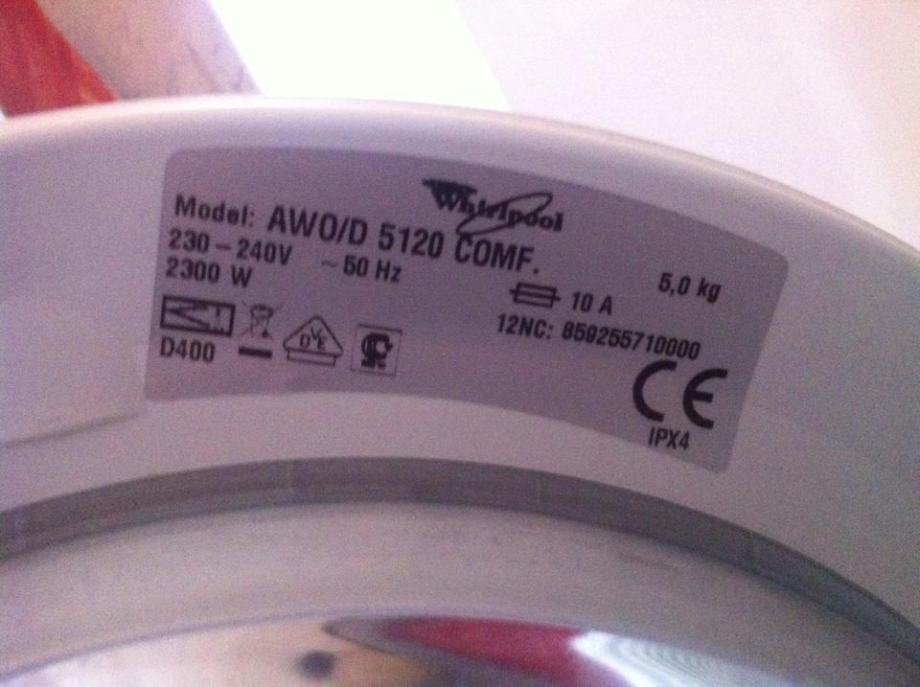 Whirlpool
Model: AWO/D 5120 COMF.
230 – 240V ~ 50 Hz
2300 W
5,0 kg
10 A
12NC: 859255710000
D400
DVE
CE
IPX4